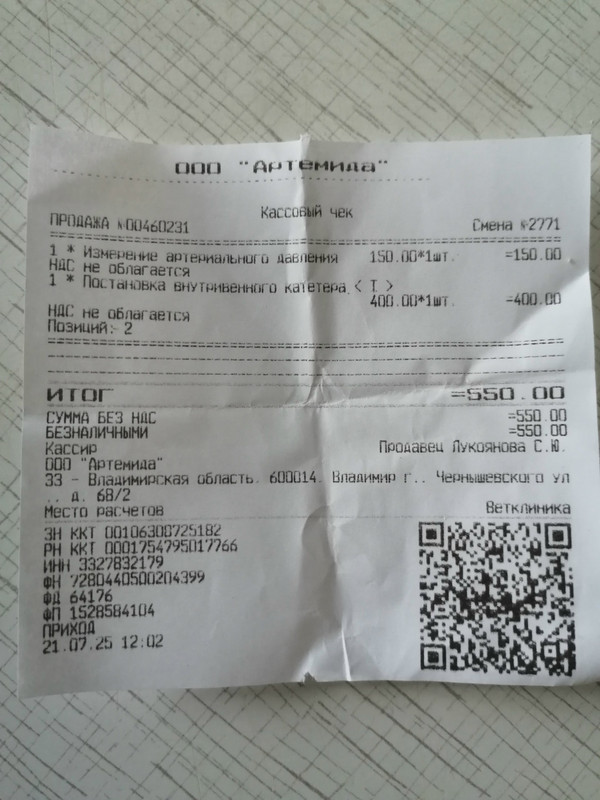 ООО "Артемида"
Кассовый чек
ПРОДАЖА №00460231 Смена №2771
1 * Измерение артериального давления 150.00*1шт. =150.00
НДС не облагается
1 * Постановка внутривенного катетера < T >
400.00*1шт. =400.00
НДС не облагается
Позиций:- 2
ИТОГ =550.00
СУММА БЕЗ НДС =550.00
БЕЗНАЛИЧНЫМИ =550.00
Кассир Продавец Лукоянова С.Ю.
ООО "Артемида"
33 - Владимирская область, 600014, Владимир г., Чернышевского ул
., д. 68/2
Место расчетов Ветклиника
ЗН ККТ 00106300725182
РН ККТ 0001754795017766
ИНН 3327832179
ФН 7280440500204399
ФД 64176
ФП 1528584104
ПРИХОД
21.07.25 12:02